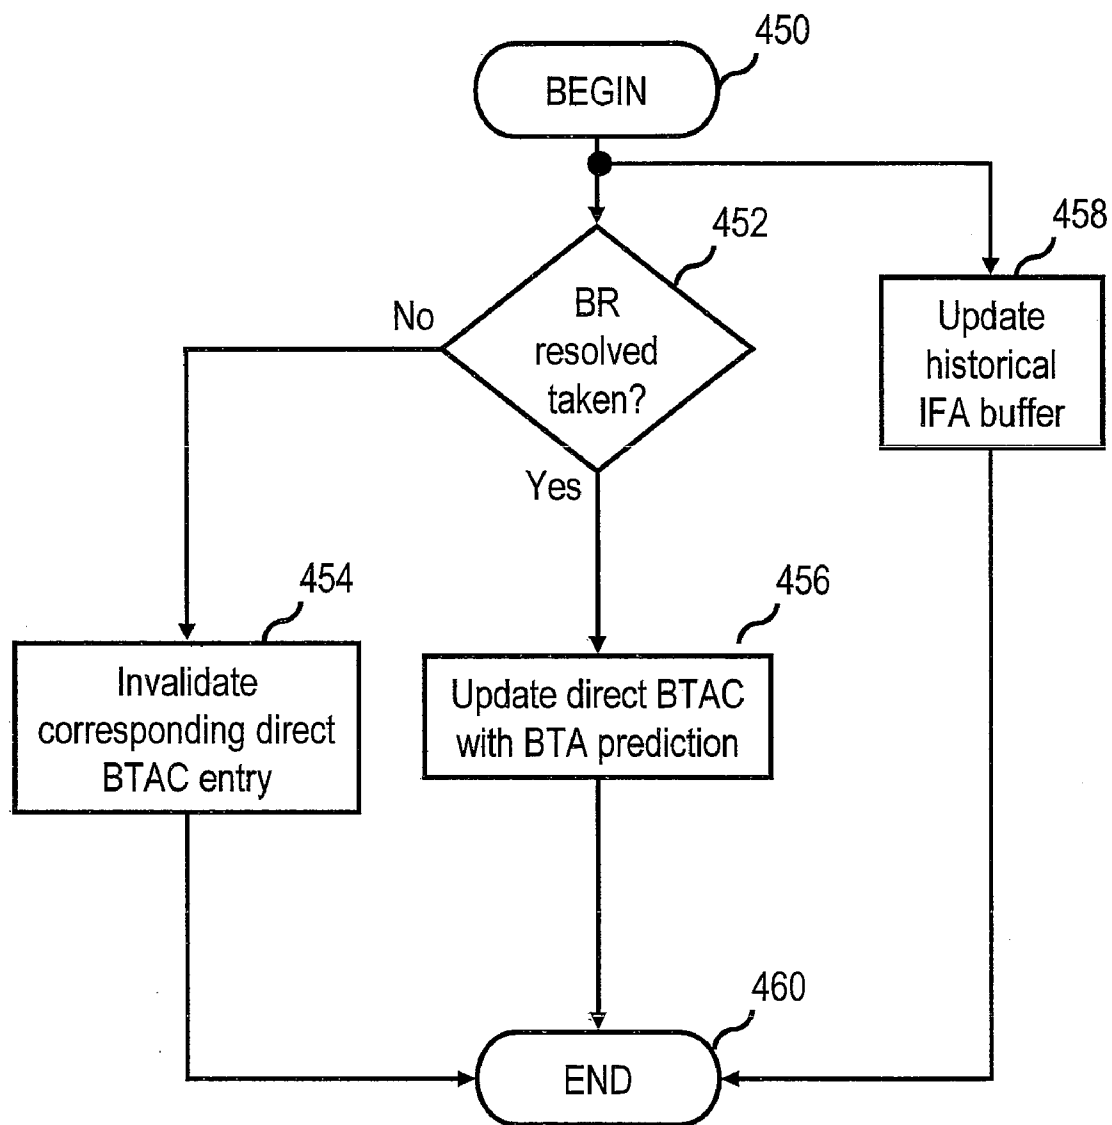 450
BEGIN
452
BR
resolved
taken?
No
Yes
458
Update
historical
IFA buffer
454
Invalidate
corresponding direct
BTAC entry
456
Update direct BTAC
with BTA prediction
460
END